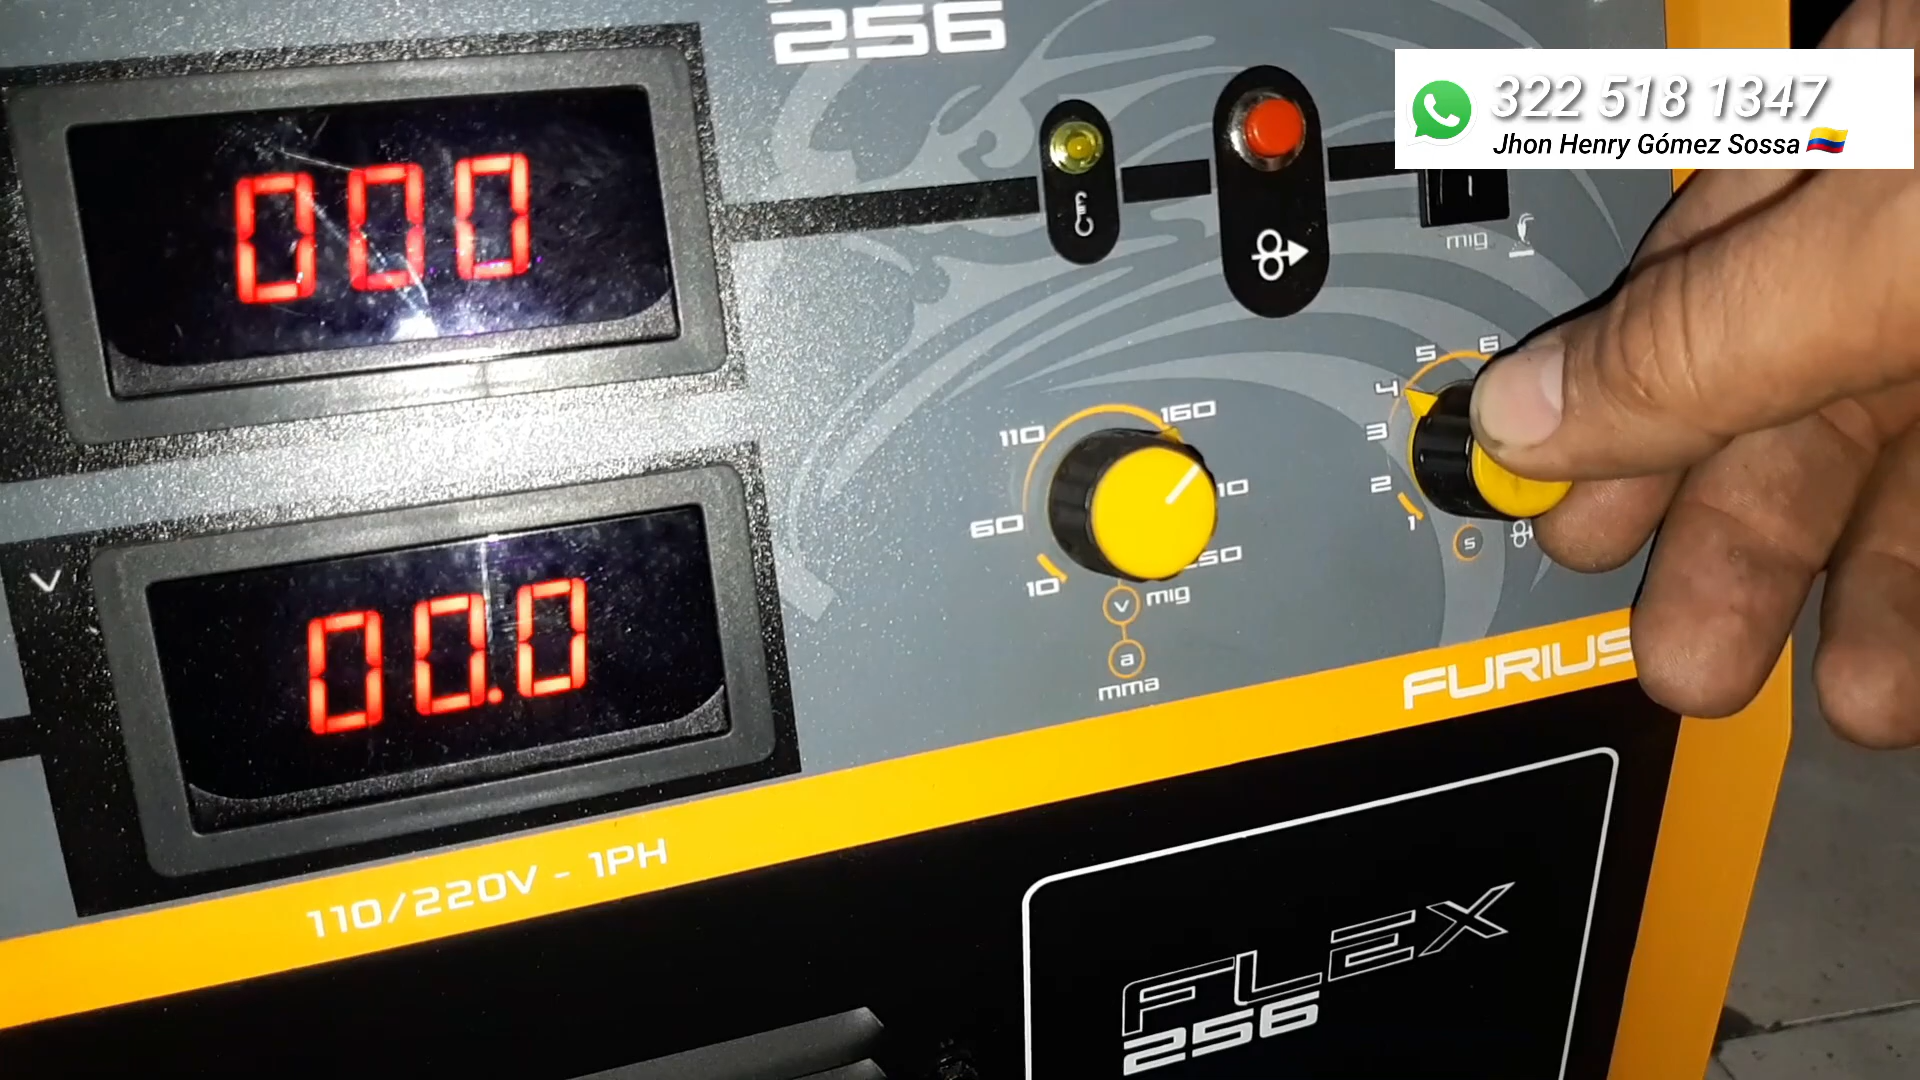 256
322 518 1347
Jhon Henry Gómez Sossa
000
mig
5 6
4
3
2
1
s
110 160
60 10
10 250
V mig
a
mma
V
00.0
FURIUS
110/220V - 1PH
FLEX
256